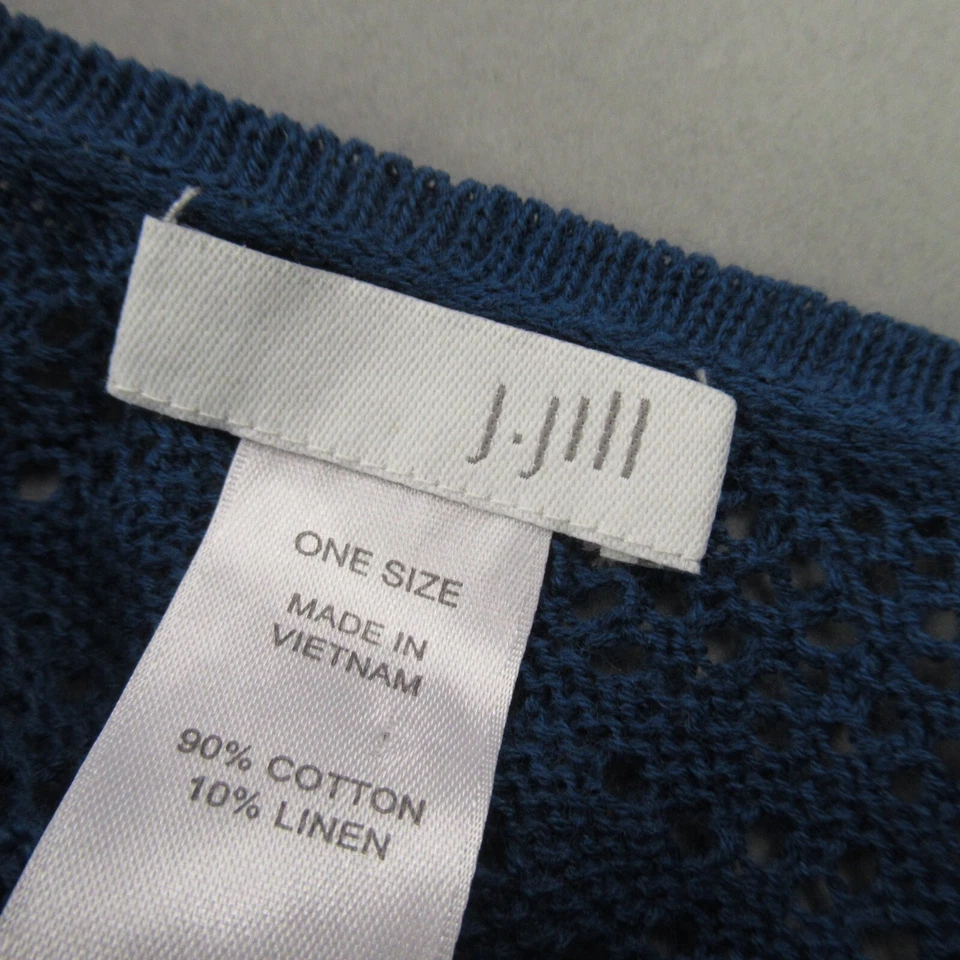 J.Jill
ONE SIZE
MADE IN
VIETNAM
90% COTTON
10% LINEN